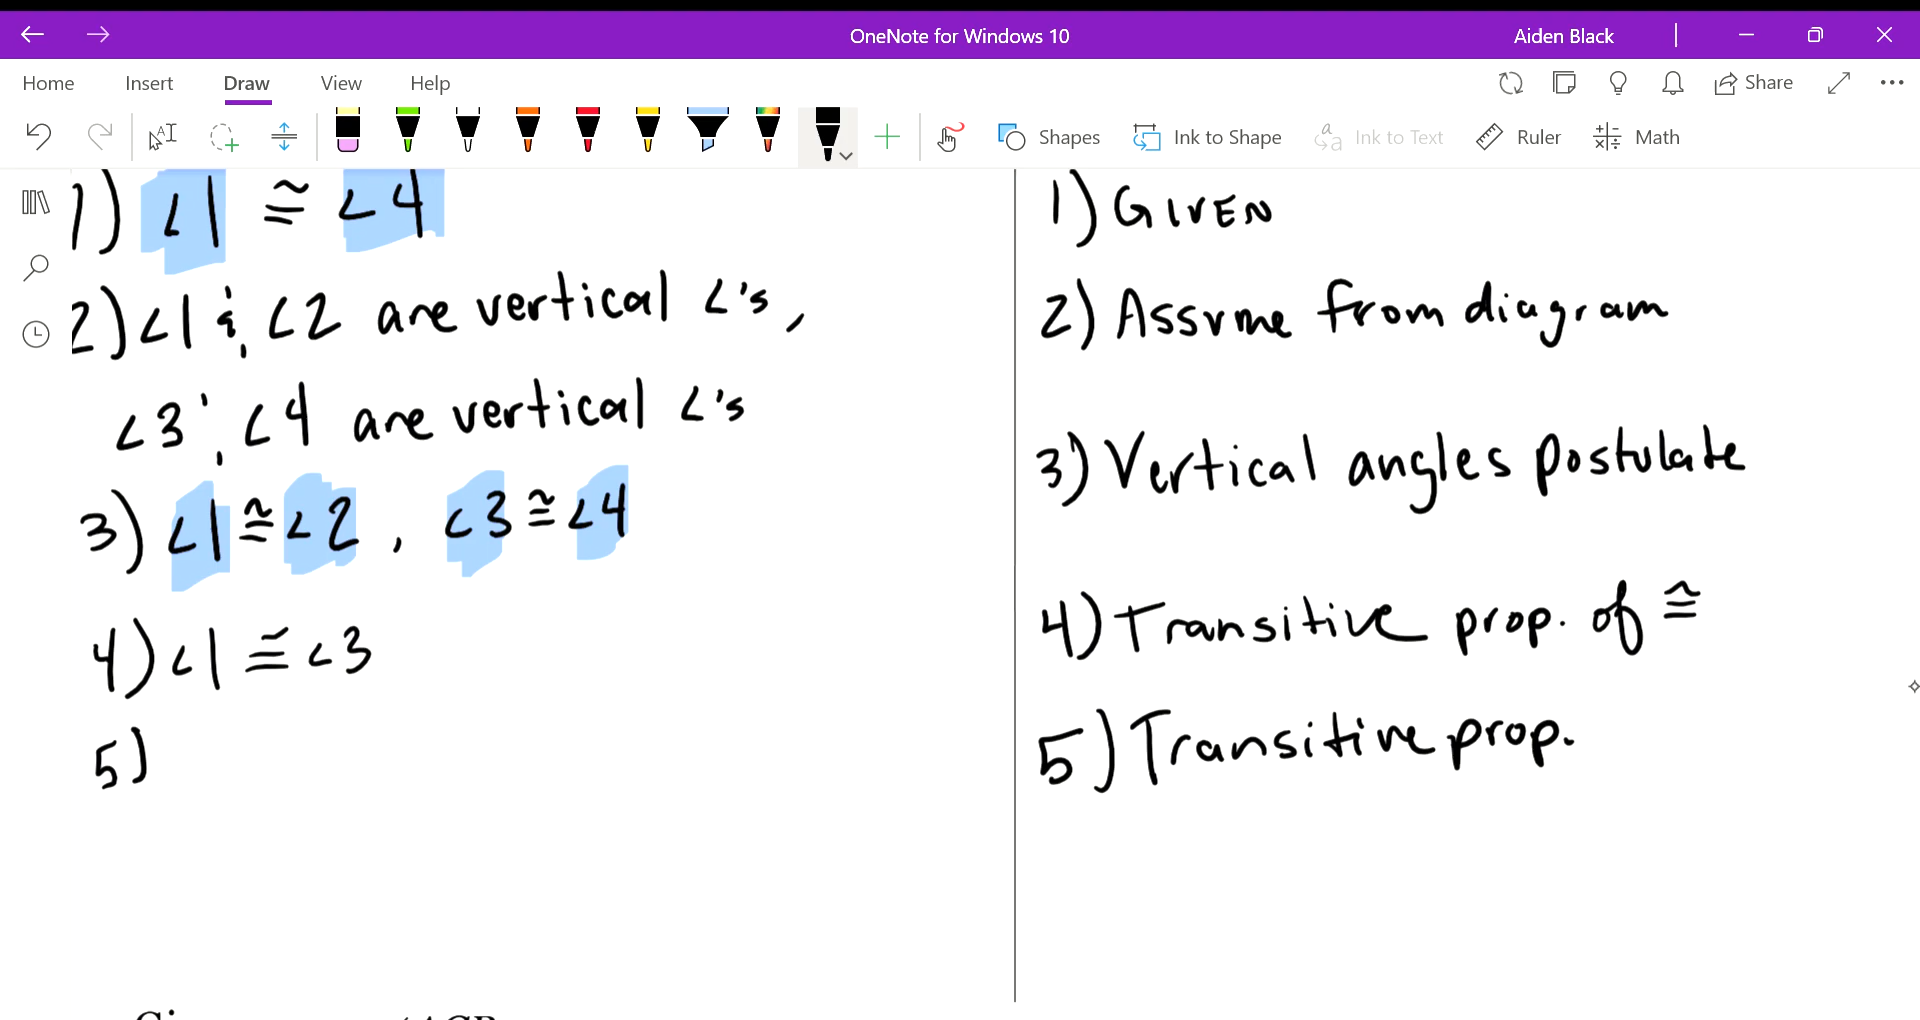 OneNote for Windows 10
Aiden Black
Home Insert Draw View Help
Share
Shapes Ink to Shape Ink to Text Ruler Math
1) ∠1 ≅ ∠4
1) GIVEN
2) ∠1 & ∠2 are vertical ∠'s,
2) Assume from diagram
∠3 & ∠4 are vertical ∠'s
3) Vertical angles postulate
3) ∠1 ≅ ∠2 , ∠3 ≅ ∠4
4) ∠1 ≅ ∠3
4) Transitive prop. of ≅
5)
5) Transitive prop.